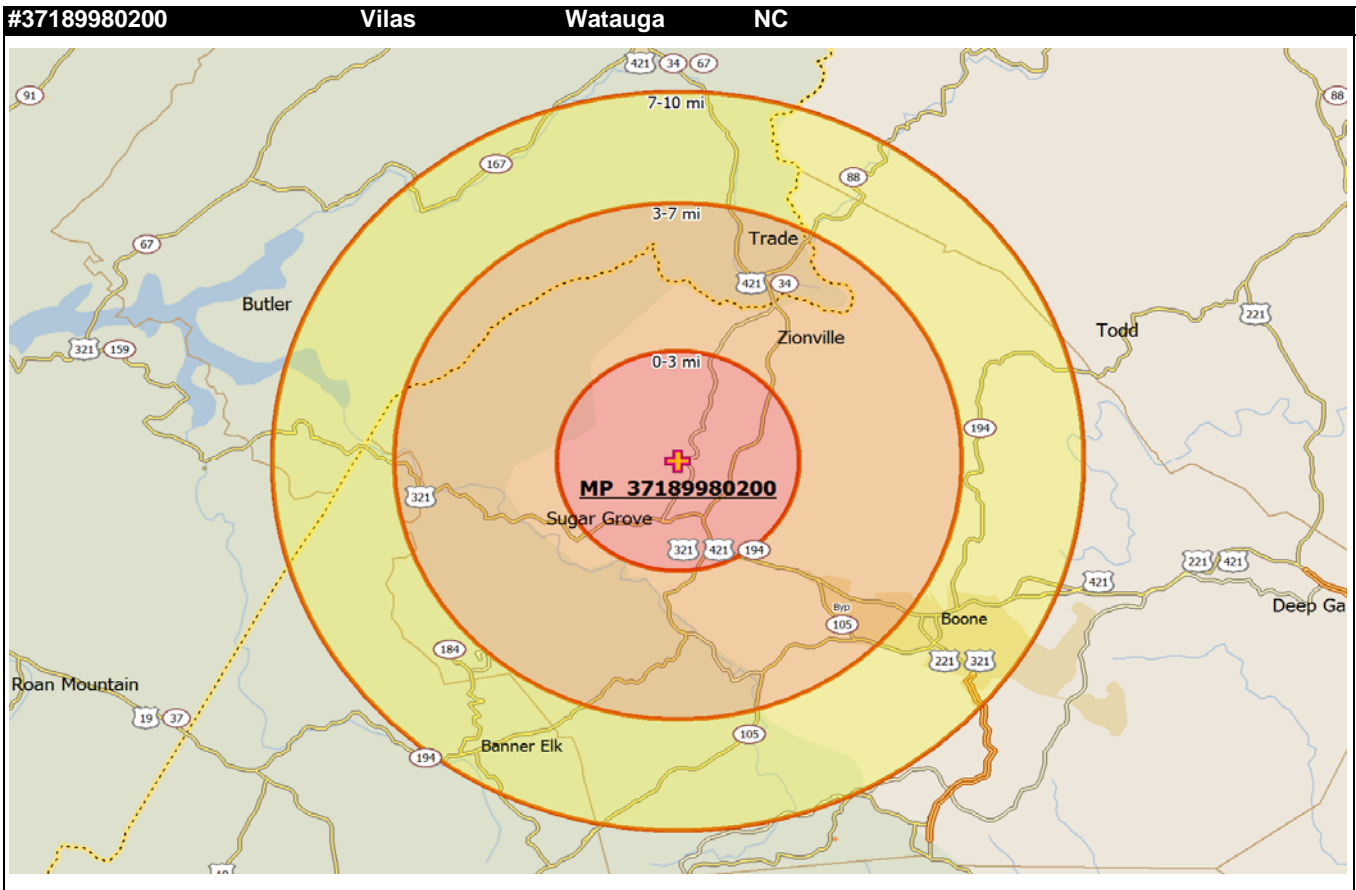 #37189980200 Vilas Watauga NC
421 34 67
91
88
7-10 mi
167
88
3-7 mi
67
Trade
421 34
Butler
221
Todd
Zionville
321 159
0-3 mi
194
MP 37189980200
321
Sugar Grove
321 421 194
221 421
421
Deep Ga
Byp
105
Boone
184
221 321
Roan Mountain
19 37
105
Banner Elk
194